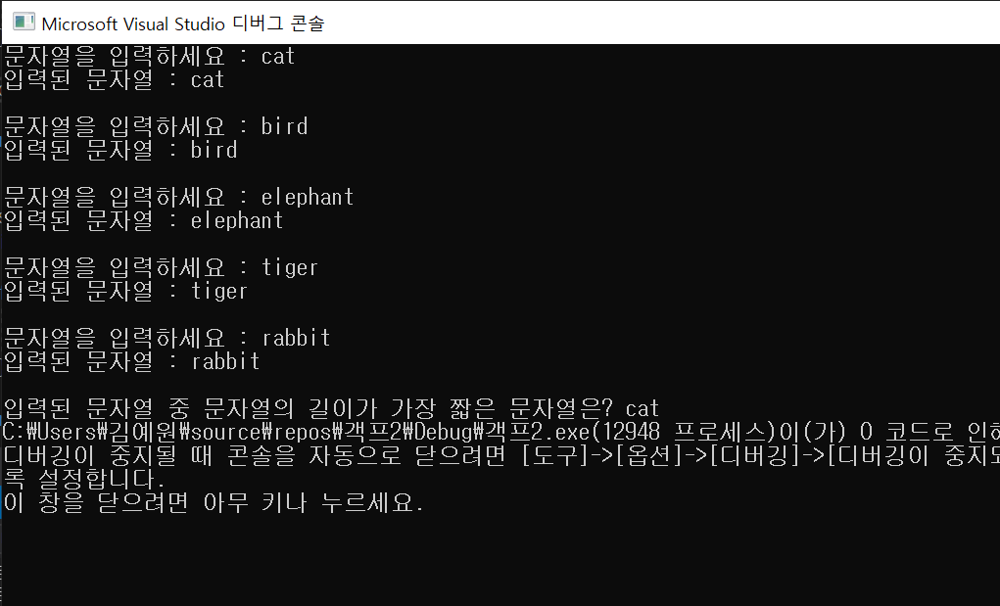 Microsoft Visual Studio 디버그 콘솔
문자열을 입력하세요 : cat
입력된 문자열 : cat
문자열을 입력하세요 : bird
입력된 문자열 : bird
문자열을 입력하세요 : elephant
입력된 문자열 : elephant
문자열을 입력하세요 : tiger
입력된 문자열 : tiger
문자열을 입력하세요 : rabbit
입력된 문자열 : rabbit
입력된 문자열 중 문자열의 길이가 가장 짧은 문자열은? cat
C:₩Users₩김예원₩source₩repos₩객프2₩Debug₩객프2.exe(12948 프로세스)이(가) 0 코드로
디버깅이 중지될 때 콘솔을 자동으로 닫으려면 [도구]->[옵션]->[디버깅]->[디버깅이
록 설정합니다.
이 창을 닫으려면 아무 키나 누르세요.